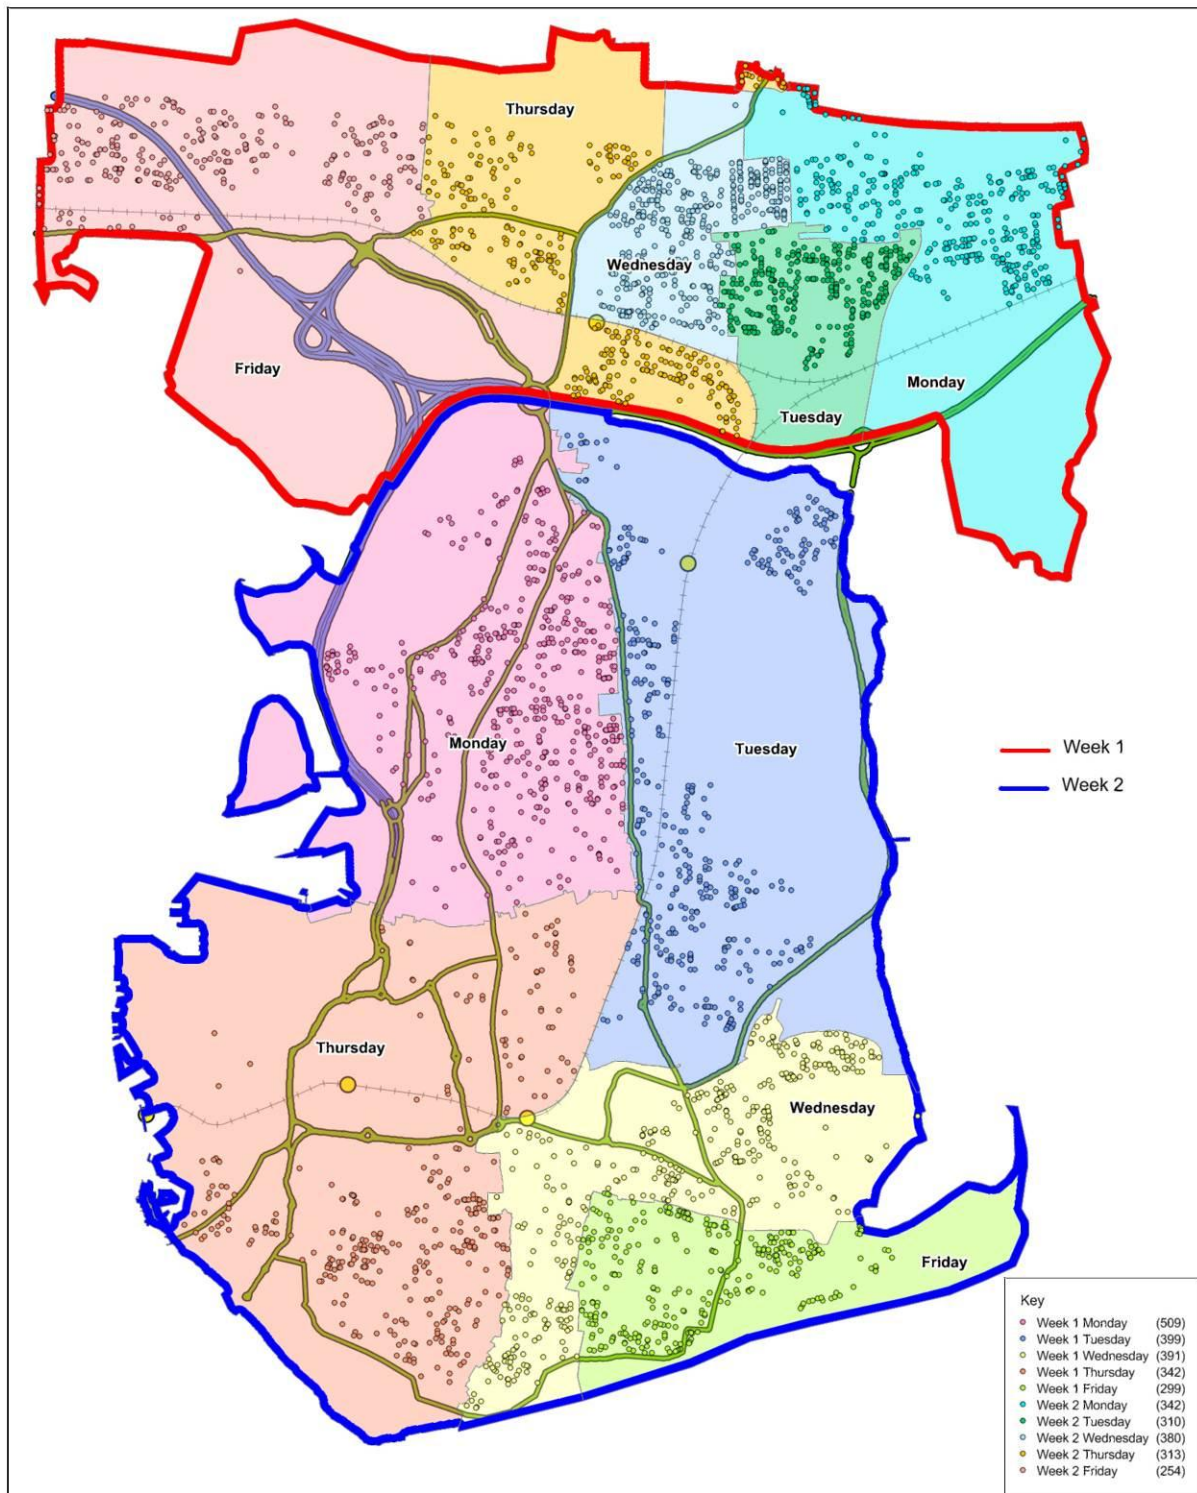 Thursday
Wednesday
Friday
Monday
Tuesday
Monday
Tuesday
Week 1
Week 2
Thursday
Wednesday
Friday
Key
Week 1 Monday (509)
Week 1 Tuesday (399)
Week 1 Wednesday (391)
Week 1 Thursday (342)
Week 1 Friday (299)
Week 2 Monday (342)
Week 2 Tuesday (310)
Week 2 Wednesday (380)
Week 2 Thursday (313)
Week 2 Friday (254)